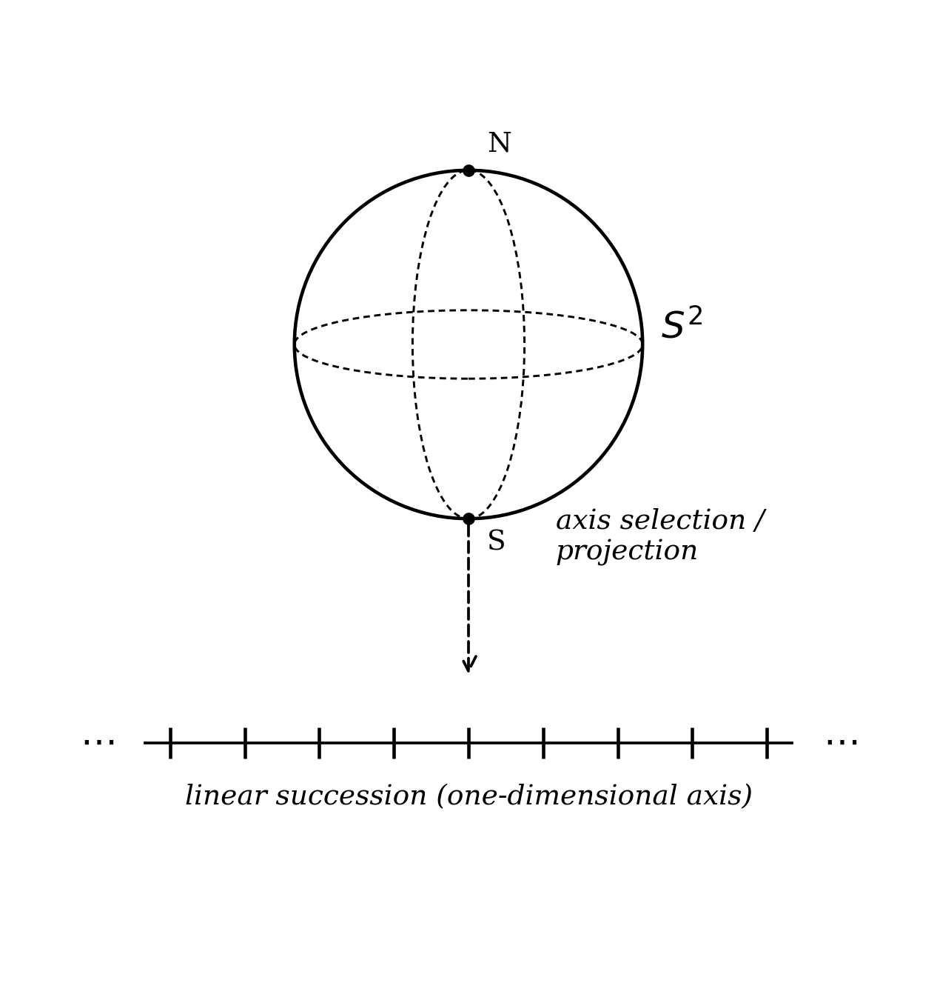 N
S²
S
axis selection /
projection
... ...
linear succession (one-dimensional axis)